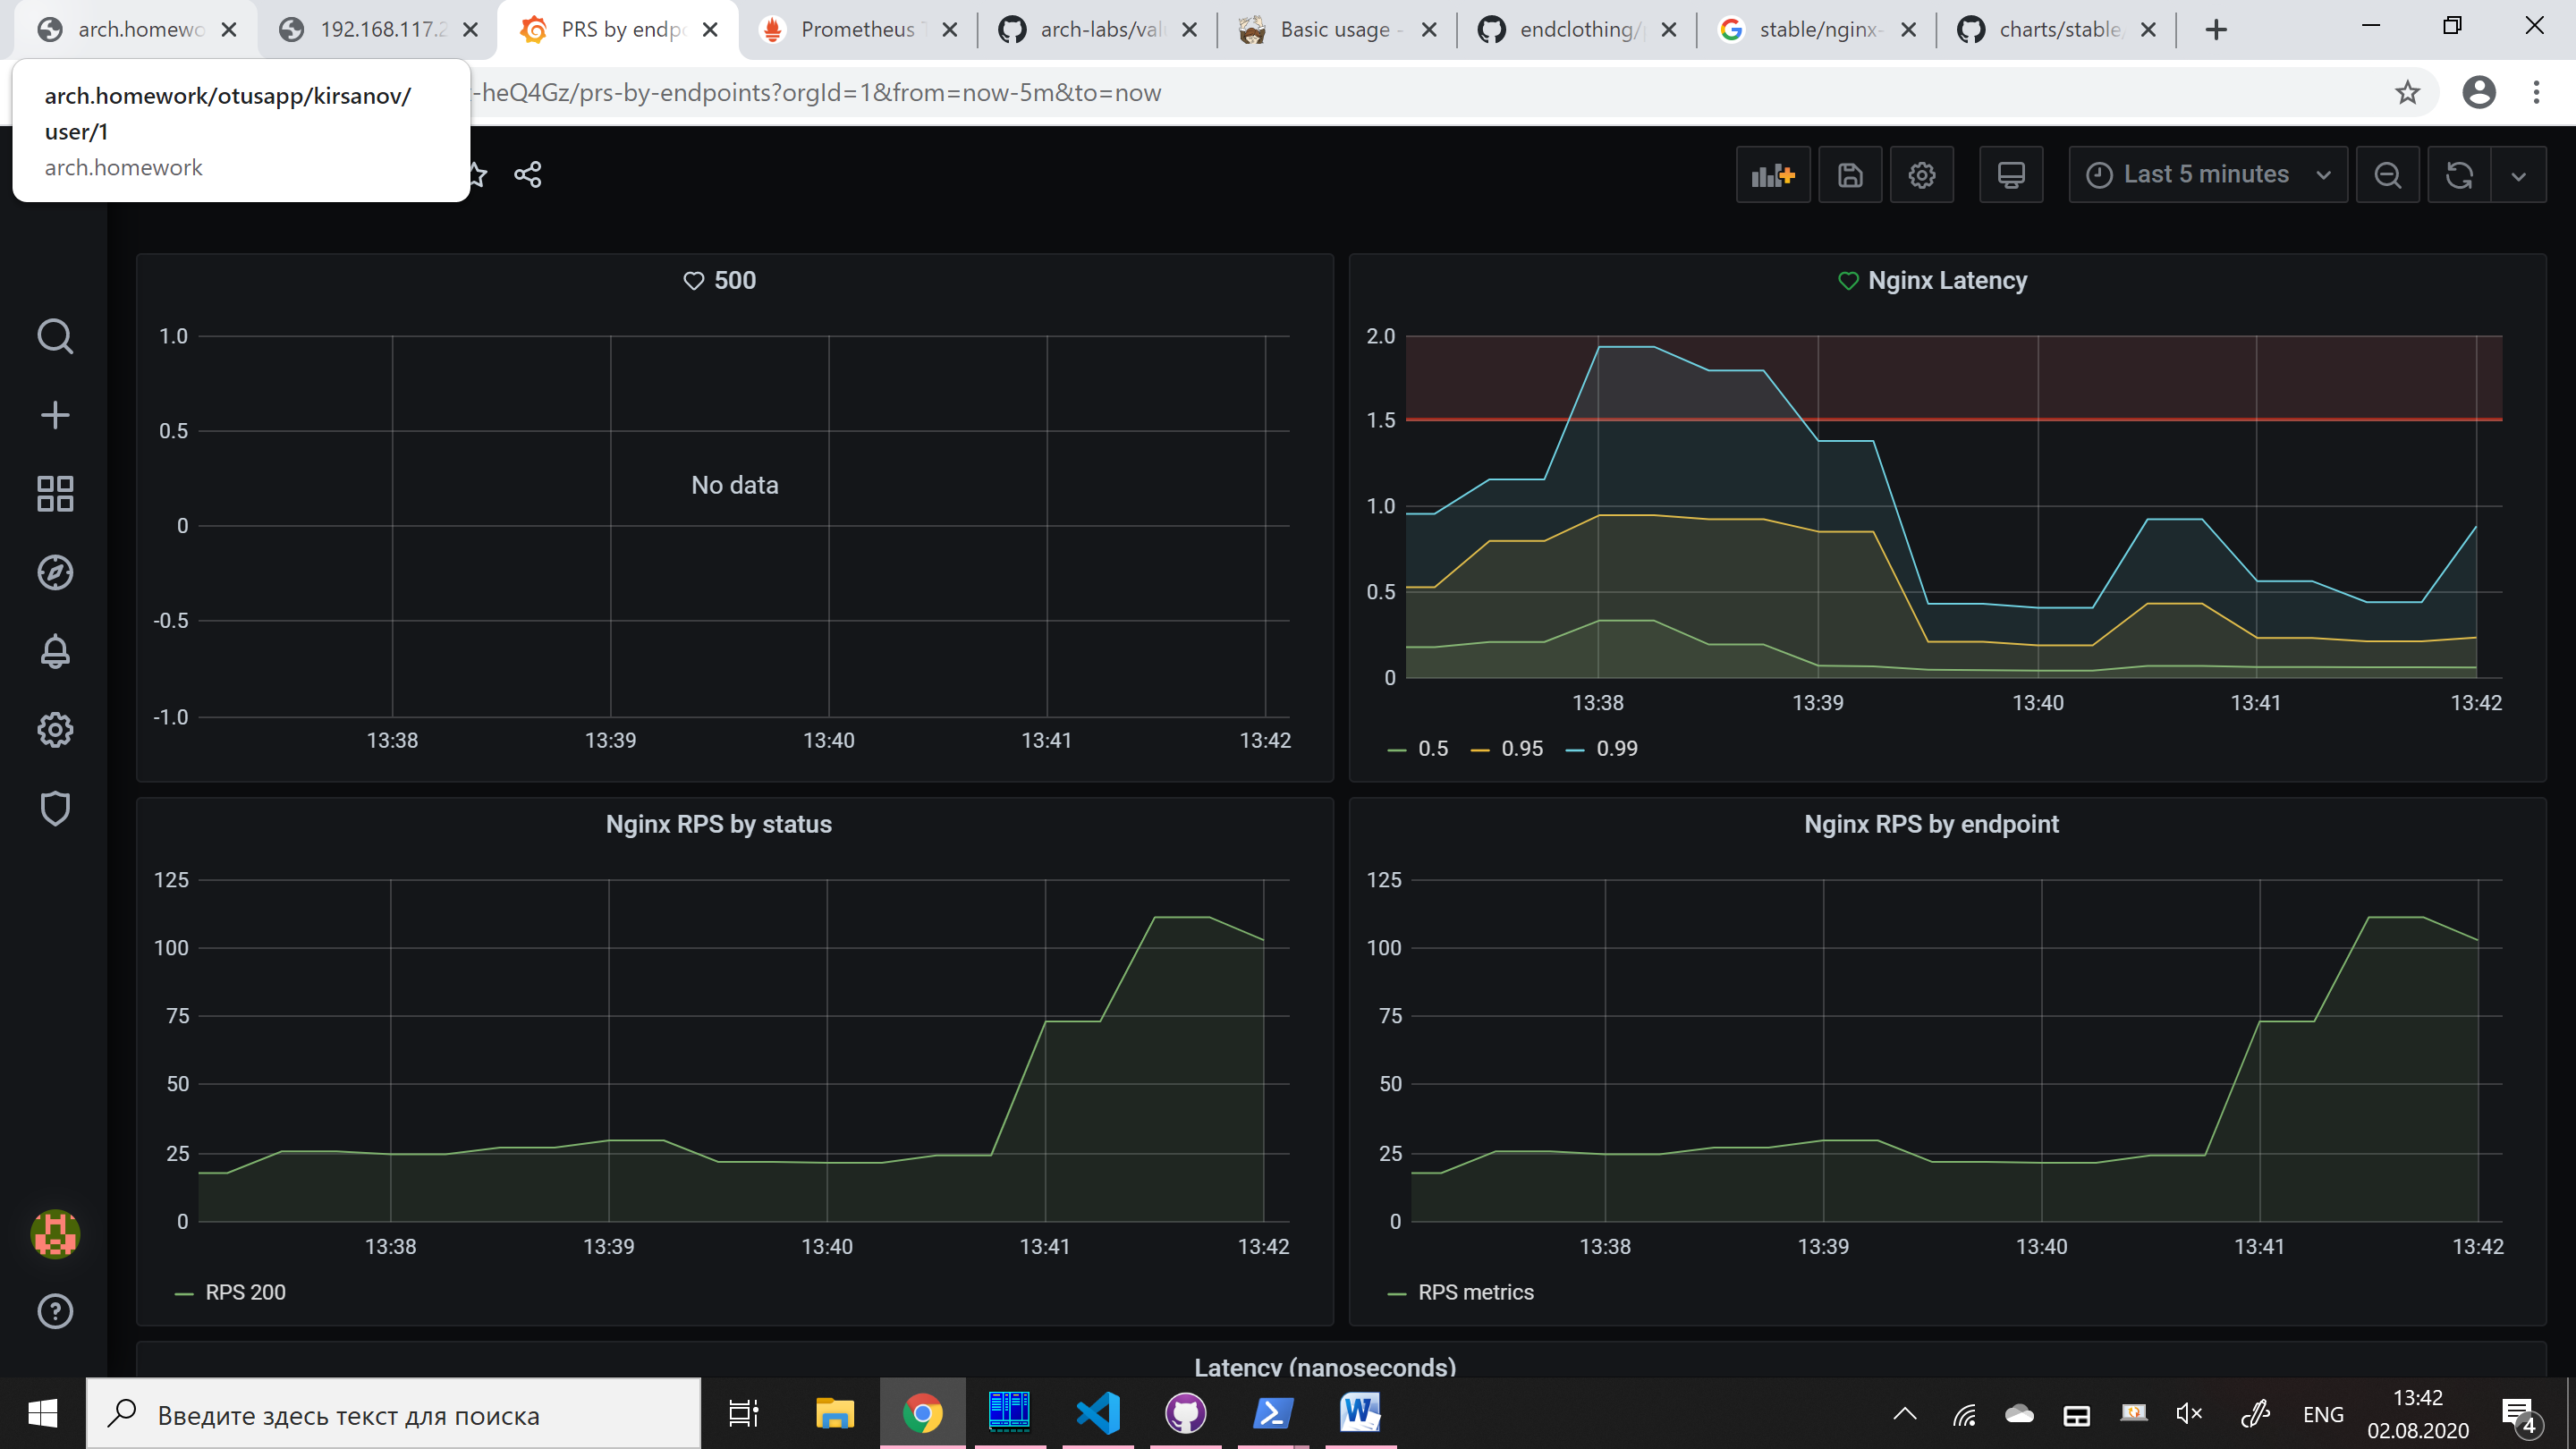 arch.homewo
192.168.117.2
PRS by endpo
Prometheus T
arch-labs/val
Basic usage -
endclothing/
stable/nginx-
charts/stable
-heQ4Gz/prs-by-endpoints?orgId=1&from=now-5m&to=now
arch.homework/otusapp/kirsanov/
user/1
arch.homework
Last 5 minutes
500
1.0
0.5
0
-0.5
-1.0
No data
13:38 13:39 13:40 13:41 13:42
Nginx Latency
2.0
1.5
1.0
0.5
0
13:38 13:39 13:40 13:41 13:42
0.5 0.95 0.99
Nginx RPS by status
125
100
75
50
25
0
13:38 13:39 13:40 13:41 13:42
RPS 200
Nginx RPS by endpoint
125
100
75
50
25
0
13:38 13:39 13:40 13:41 13:42
RPS metrics
Latency (nanoseconds)
Введите здесь текст для поиска
ENG
13:42
02.08.2020
4